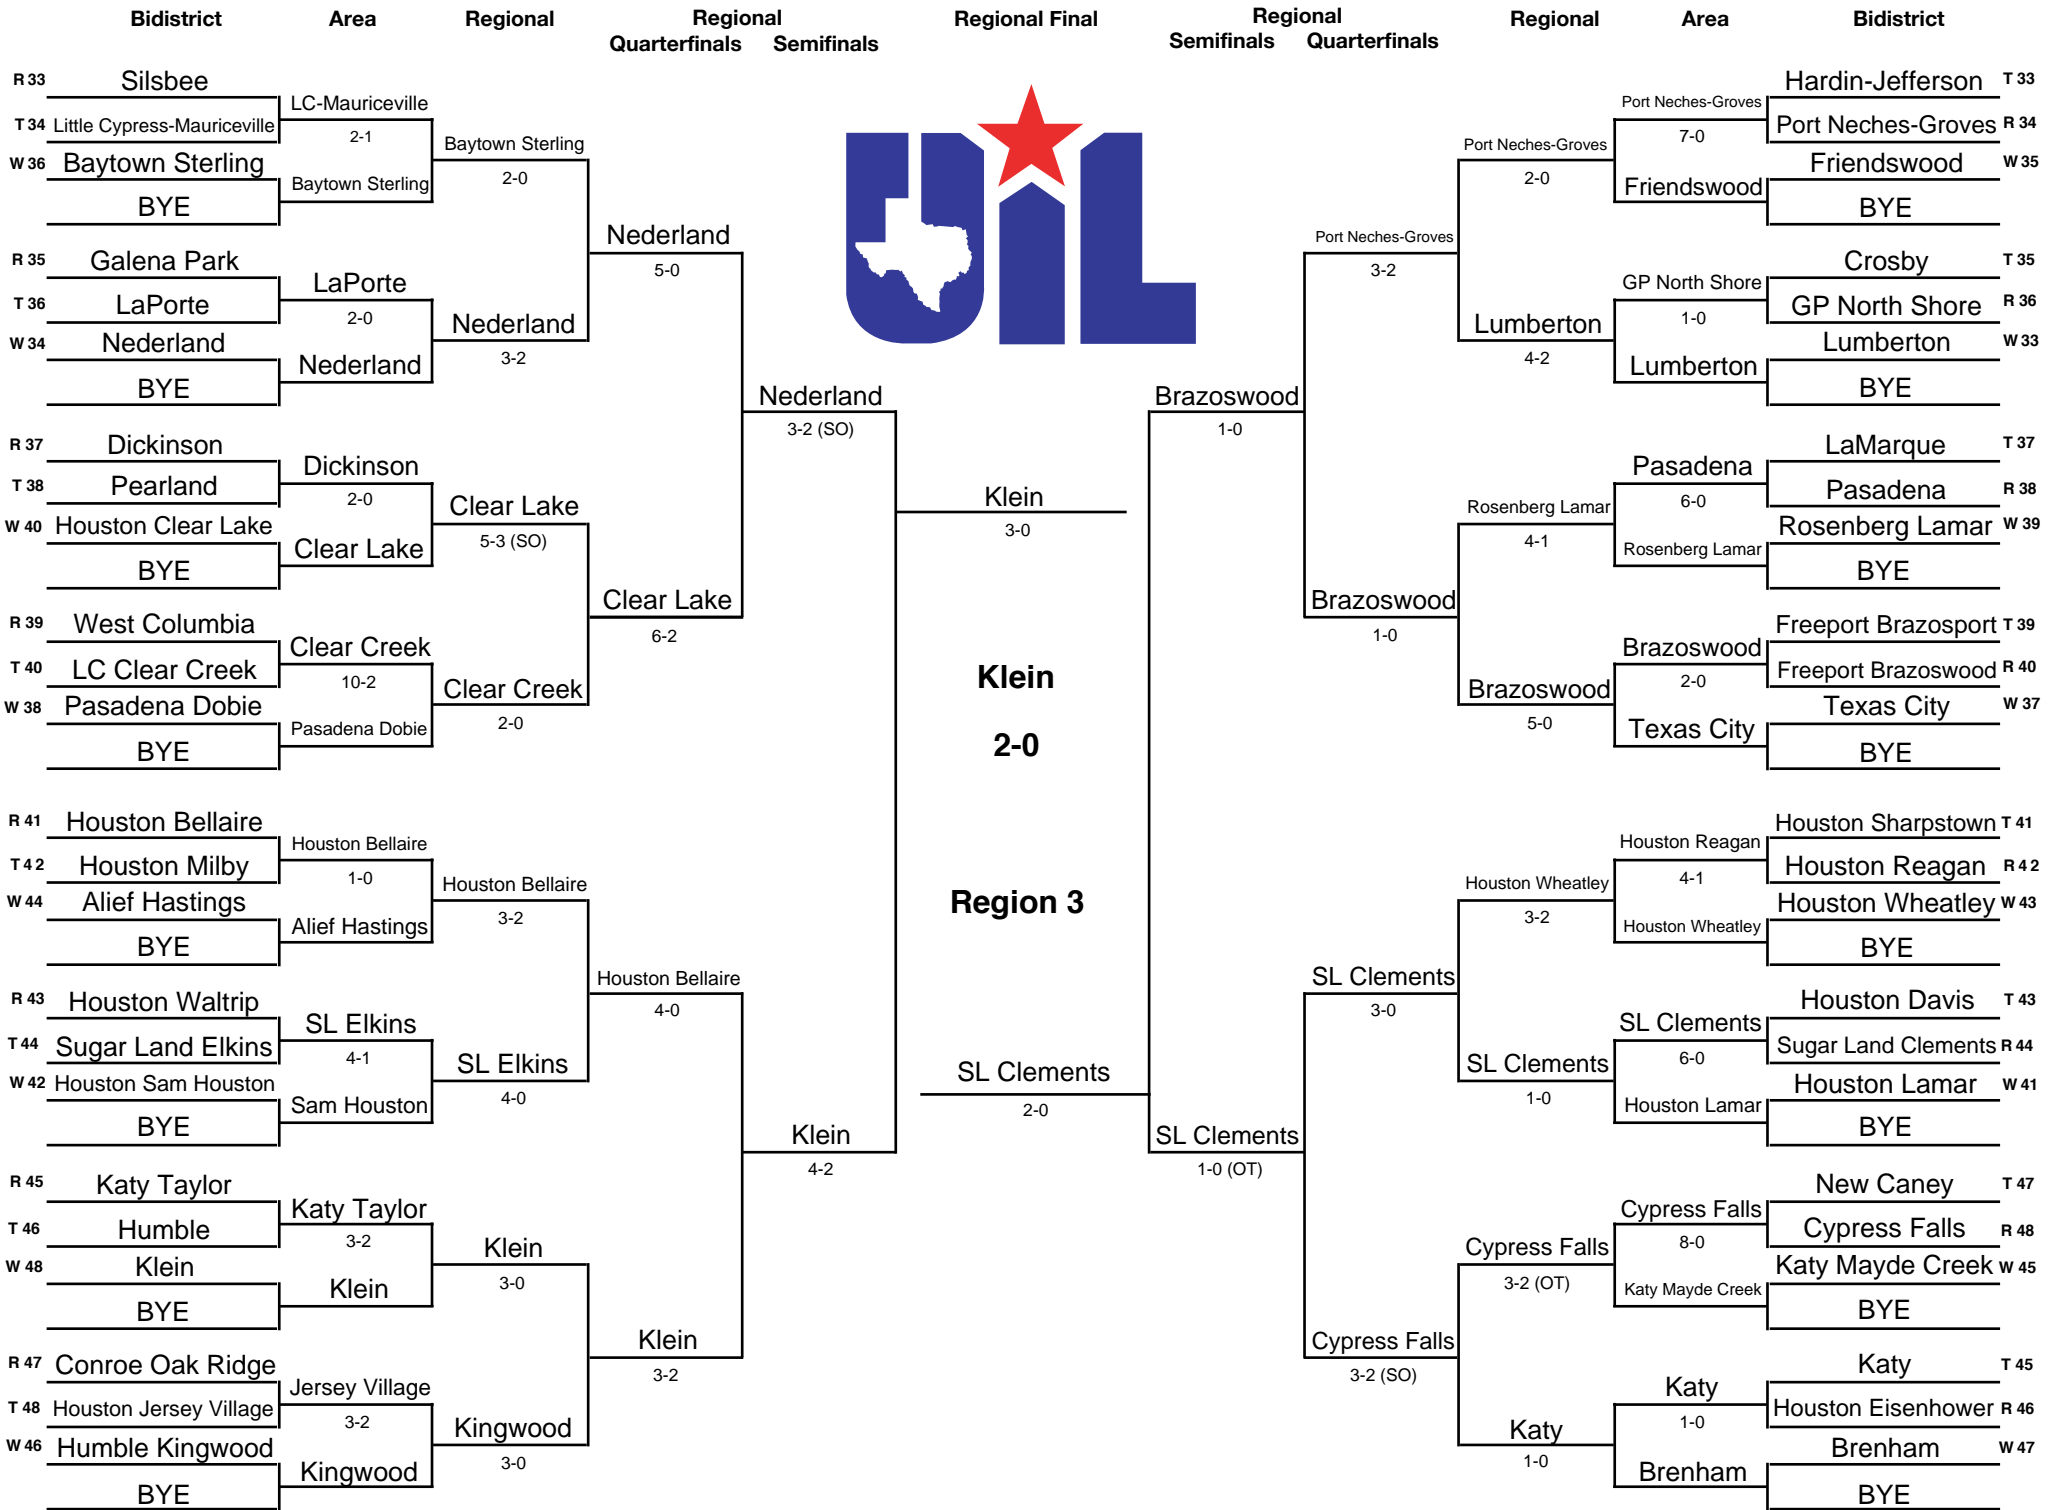 Bidistrict Area Regional Regional Regional Final Regional Regional Area Bidistrict
Quarterfinals Semifinals Semifinals Quarterfinals
R 33 Silsbee
LC-Mauriceville
T 34 Little Cypress-Mauriceville
2-1
Baytown Sterling
W 36 Baytown Sterling
2-0
Baytown Sterling
BYE
Nederland
5-0
R 35 Galena Park
LaPorte
T 36 LaPorte
2-0
Nederland
W 34 Nederland
3-2
Nederland
BYE
Nederland
3-2 (SO)
R 37 Dickinson
Dickinson
T 38 Pearland
2-0
Clear Lake
W 40 Houston Clear Lake
5-3 (SO)
Clear Lake
BYE
Clear Lake
6-2
R 39 West Columbia
Clear Creek
T 40 LC Clear Creek
10-2
Clear Creek
W 38 Pasadena Dobie
2-0
Pasadena Dobie
BYE
R 41 Houston Bellaire
Houston Bellaire
T 4 2 Houston Milby
1-0
Houston Bellaire
W 44 Alief Hastings
3-2
Alief Hastings
BYE
Houston Bellaire
4-0
R 43 Houston Waltrip
SL Elkins
T 44 Sugar Land Elkins
4-1
SL Elkins
W 42 Houston Sam Houston
4-0
Sam Houston
BYE
Klein
4-2
R 45 Katy Taylor
Katy Taylor
T 46 Humble
3-2
Klein
W 48 Klein
3-0
Klein
BYE
Klein
3-2
R 47 Conroe Oak Ridge
Jersey Village
T 48 Houston Jersey Village
3-2
Kingwood
W 46 Humble Kingwood
3-0
Kingwood
BYE
UIL
Klein
3-0
Klein
2-0
Region 3
SL Clements
2-0
Hardin-Jefferson T 33
Port Neches-Groves
Port Neches-Groves R 34
7-0
Port Neches-Groves
Friendswood W 35
2-0
Friendswood
BYE
Port Neches-Groves
3-2
Crosby T 35
GP North Shore
GP North Shore R 36
1-0
Lumberton
Lumberton W 33
4-2
Lumberton
BYE
Brazoswood
1-0
LaMarque T 37
Pasadena
Pasadena R 38
6-0
Rosenberg Lamar
Rosenberg Lamar W 39
4-1
Rosenberg Lamar
BYE
Brazoswood
1-0
Freeport Brazosport T 39
Brazoswood
Freeport Brazoswood R 40
2-0
Brazoswood
Texas City W 37
5-0
Texas City
BYE
Houston Sharpstown T 41
Houston Reagan
Houston Reagan R 4 2
4-1
Houston Wheatley
Houston Wheatley W 43
3-2
Houston Wheatley
BYE
SL Clements
3-0
Houston Davis T 43
SL Clements
Sugar Land Clements R 44
6-0
SL Clements
Houston Lamar W 41
1-0
Houston Lamar
BYE
SL Clements
1-0 (OT)
New Caney T 47
Cypress Falls
Cypress Falls R 48
8-0
Cypress Falls
Katy Mayde Creek W 45
3-2 (OT)
Katy Mayde Creek
BYE
Cypress Falls
3-2 (SO)
Katy T 45
Katy
Houston Eisenhower R 46
1-0
Katy
Brenham W 47
1-0
Brenham
BYE